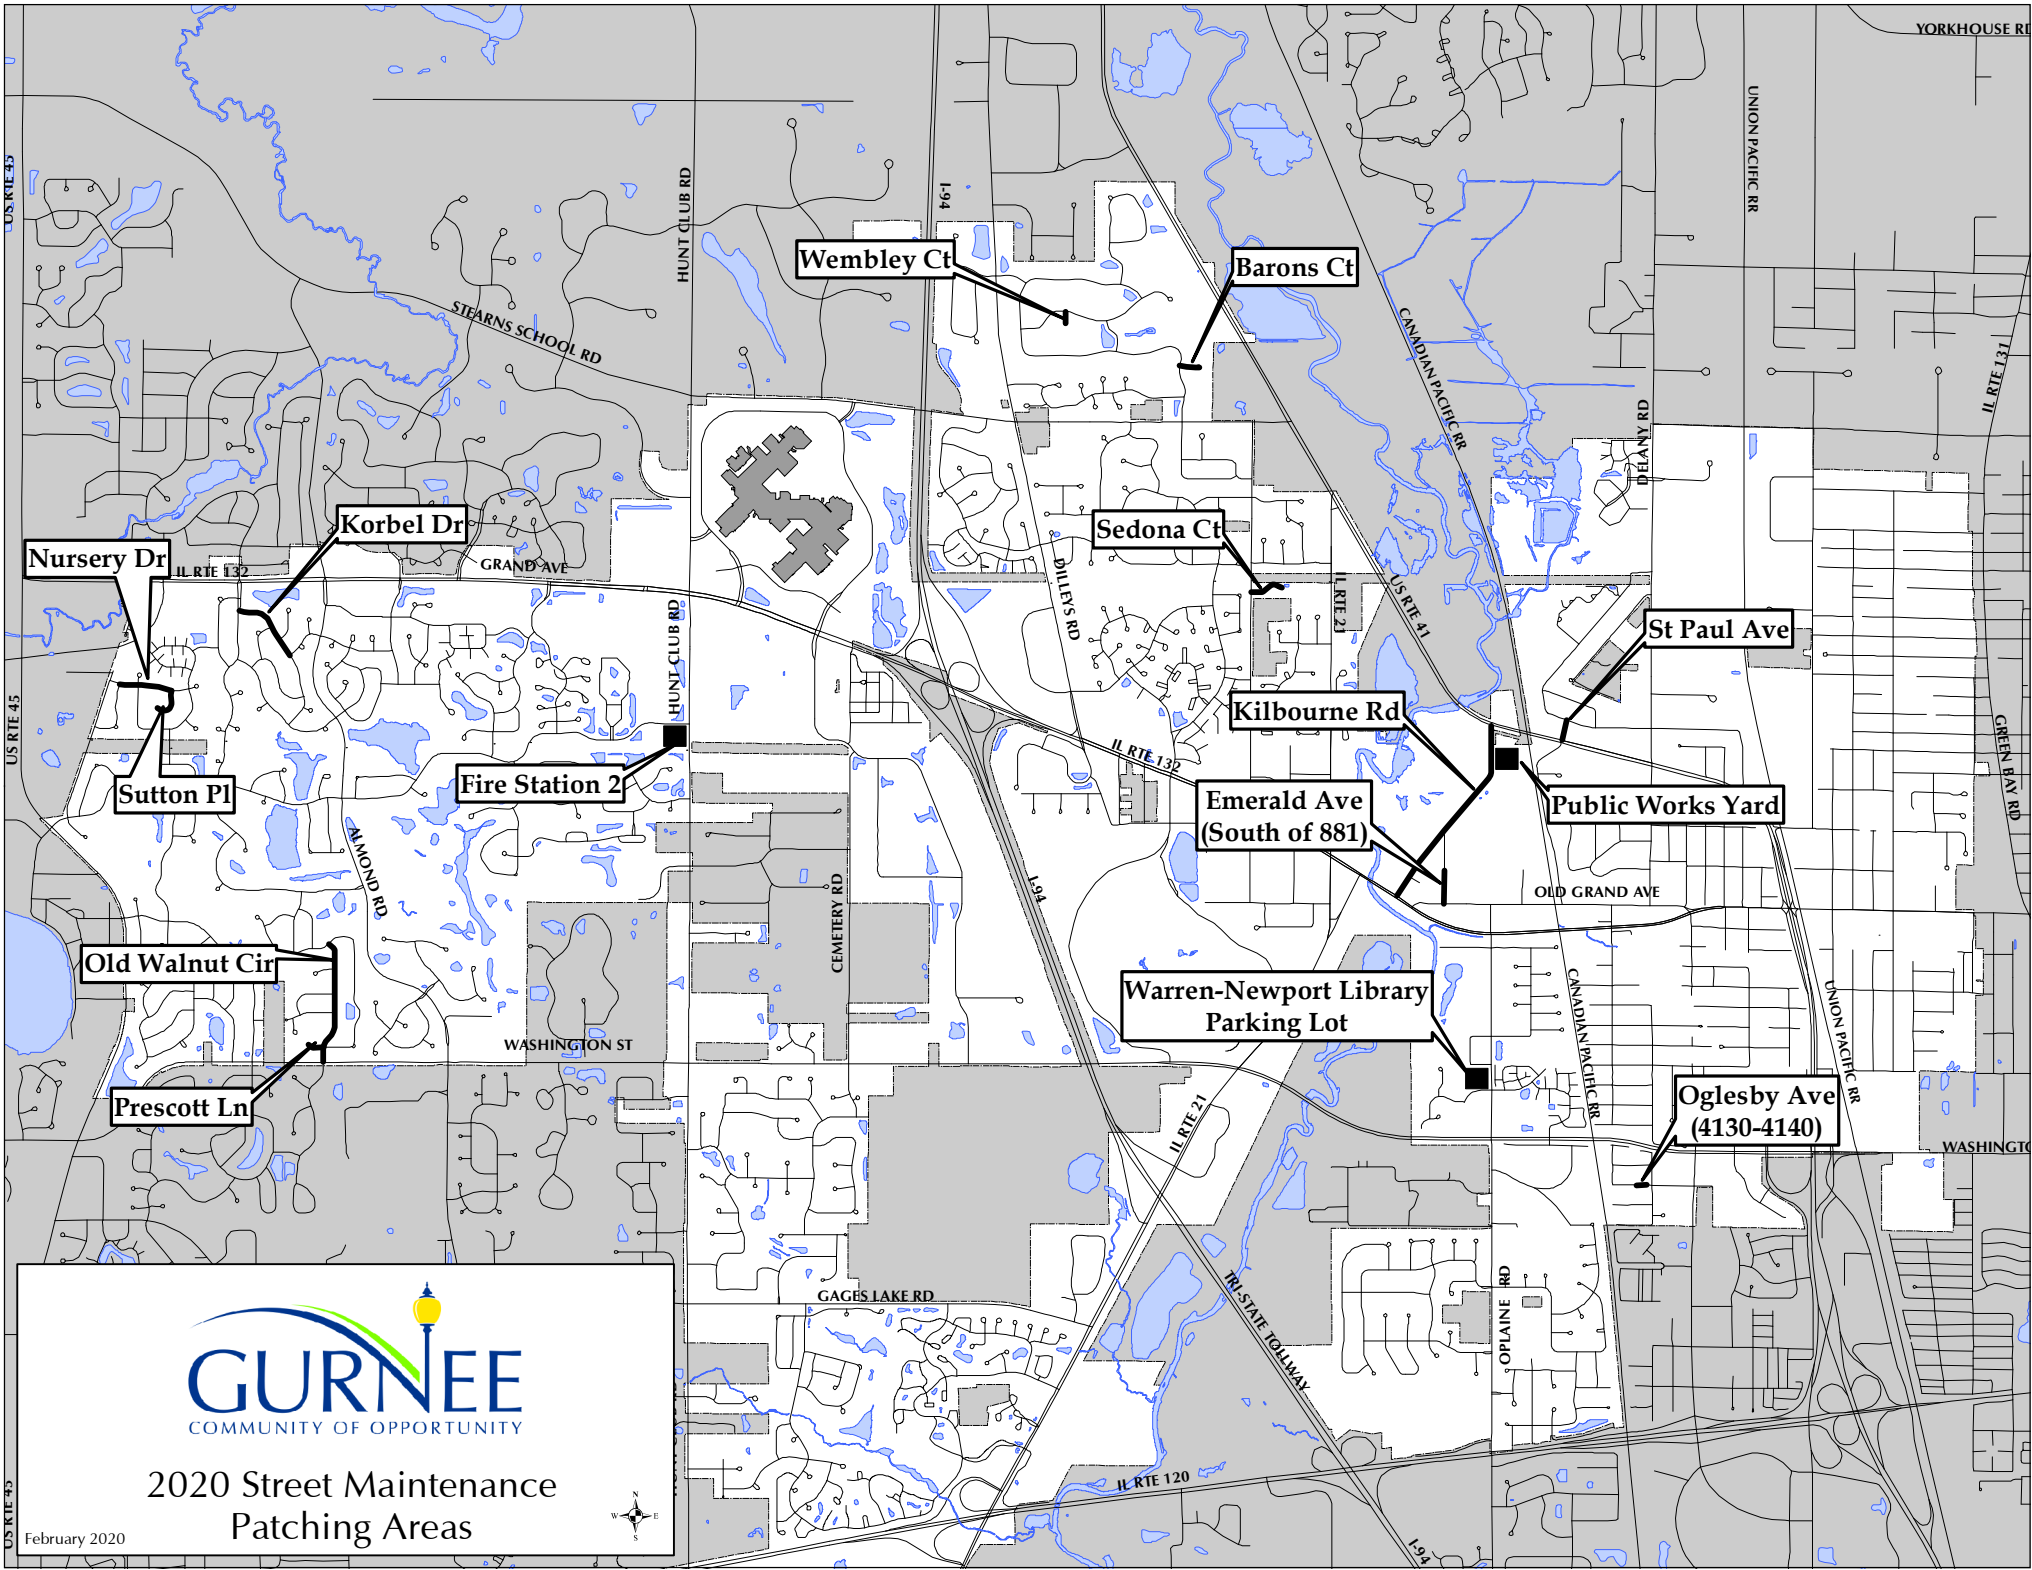 YORKHOUSE RD
US RTE 45
UNION PACIFIC RR
HUNT CLUB RD
I-94
Wembley Ct
Barons Ct
STEARNS SCHOOL RD
CANADIAN PACIFIC RR
IL RTE 131
DELANY RD
Korbel Dr
Sedona Ct
Nursery Dr
IL RTE 132
GRAND AVE
DILLEYS RD
IL RTE 21
US RTE 41
HUNT CLUB RD
St Paul Ave
US RTE 45
Kilbourne Rd
GREEN BAY RD
IL RTE 132
Sutton Pl
Fire Station 2
Emerald Ave
(South of 881)
Public Works Yard
ALMOND RD
I-94
OLD GRAND AVE
CEMETERY RD
Old Walnut Cir
Warren-Newport Library
Parking Lot
CANADIAN PACIFIC RR
UNION PACIFIC RR
WASHINGTON ST
Prescott Ln
IL RTE 21
Oglesby Ave
(4130-4140)
WASHINGTO
GAGES LAKE RD
TRI-STATE TOLLWAY
OPLAINE RD
GURNEE
COMMUNITY OF OPPORTUNITY
2020 Street Maintenance
Patching Areas
N
W E
S
February 2020
US RTE 45
IL RTE 120
I-94